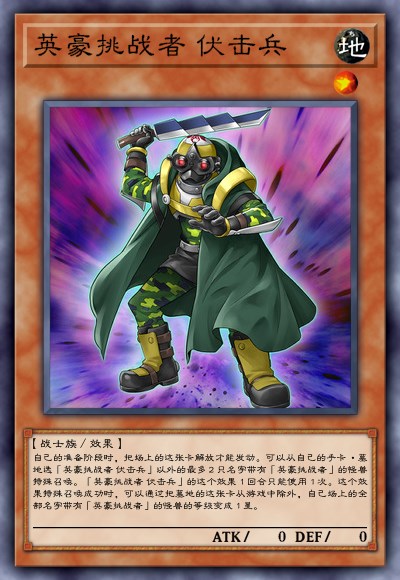 英豪挑战者 伏击兵
地
【战士族/效果】
自己的准备阶段时，把场上的这张卡解放才能发动。可以从自己的手卡·墓
地选「英豪挑战者 伏击兵」以外的最多2只名字带有「英豪挑战者」的怪兽
特殊召唤。「英豪挑战者 伏击兵」的这个效果1回合只能使用1次。这个效
果特殊召唤成功时，可以通过把墓地的这张卡从游戏中除外，自己场上的全
部名字带有「英豪挑战者」的怪兽的等级变成1星。
ATK/ 0 DEF/ 0